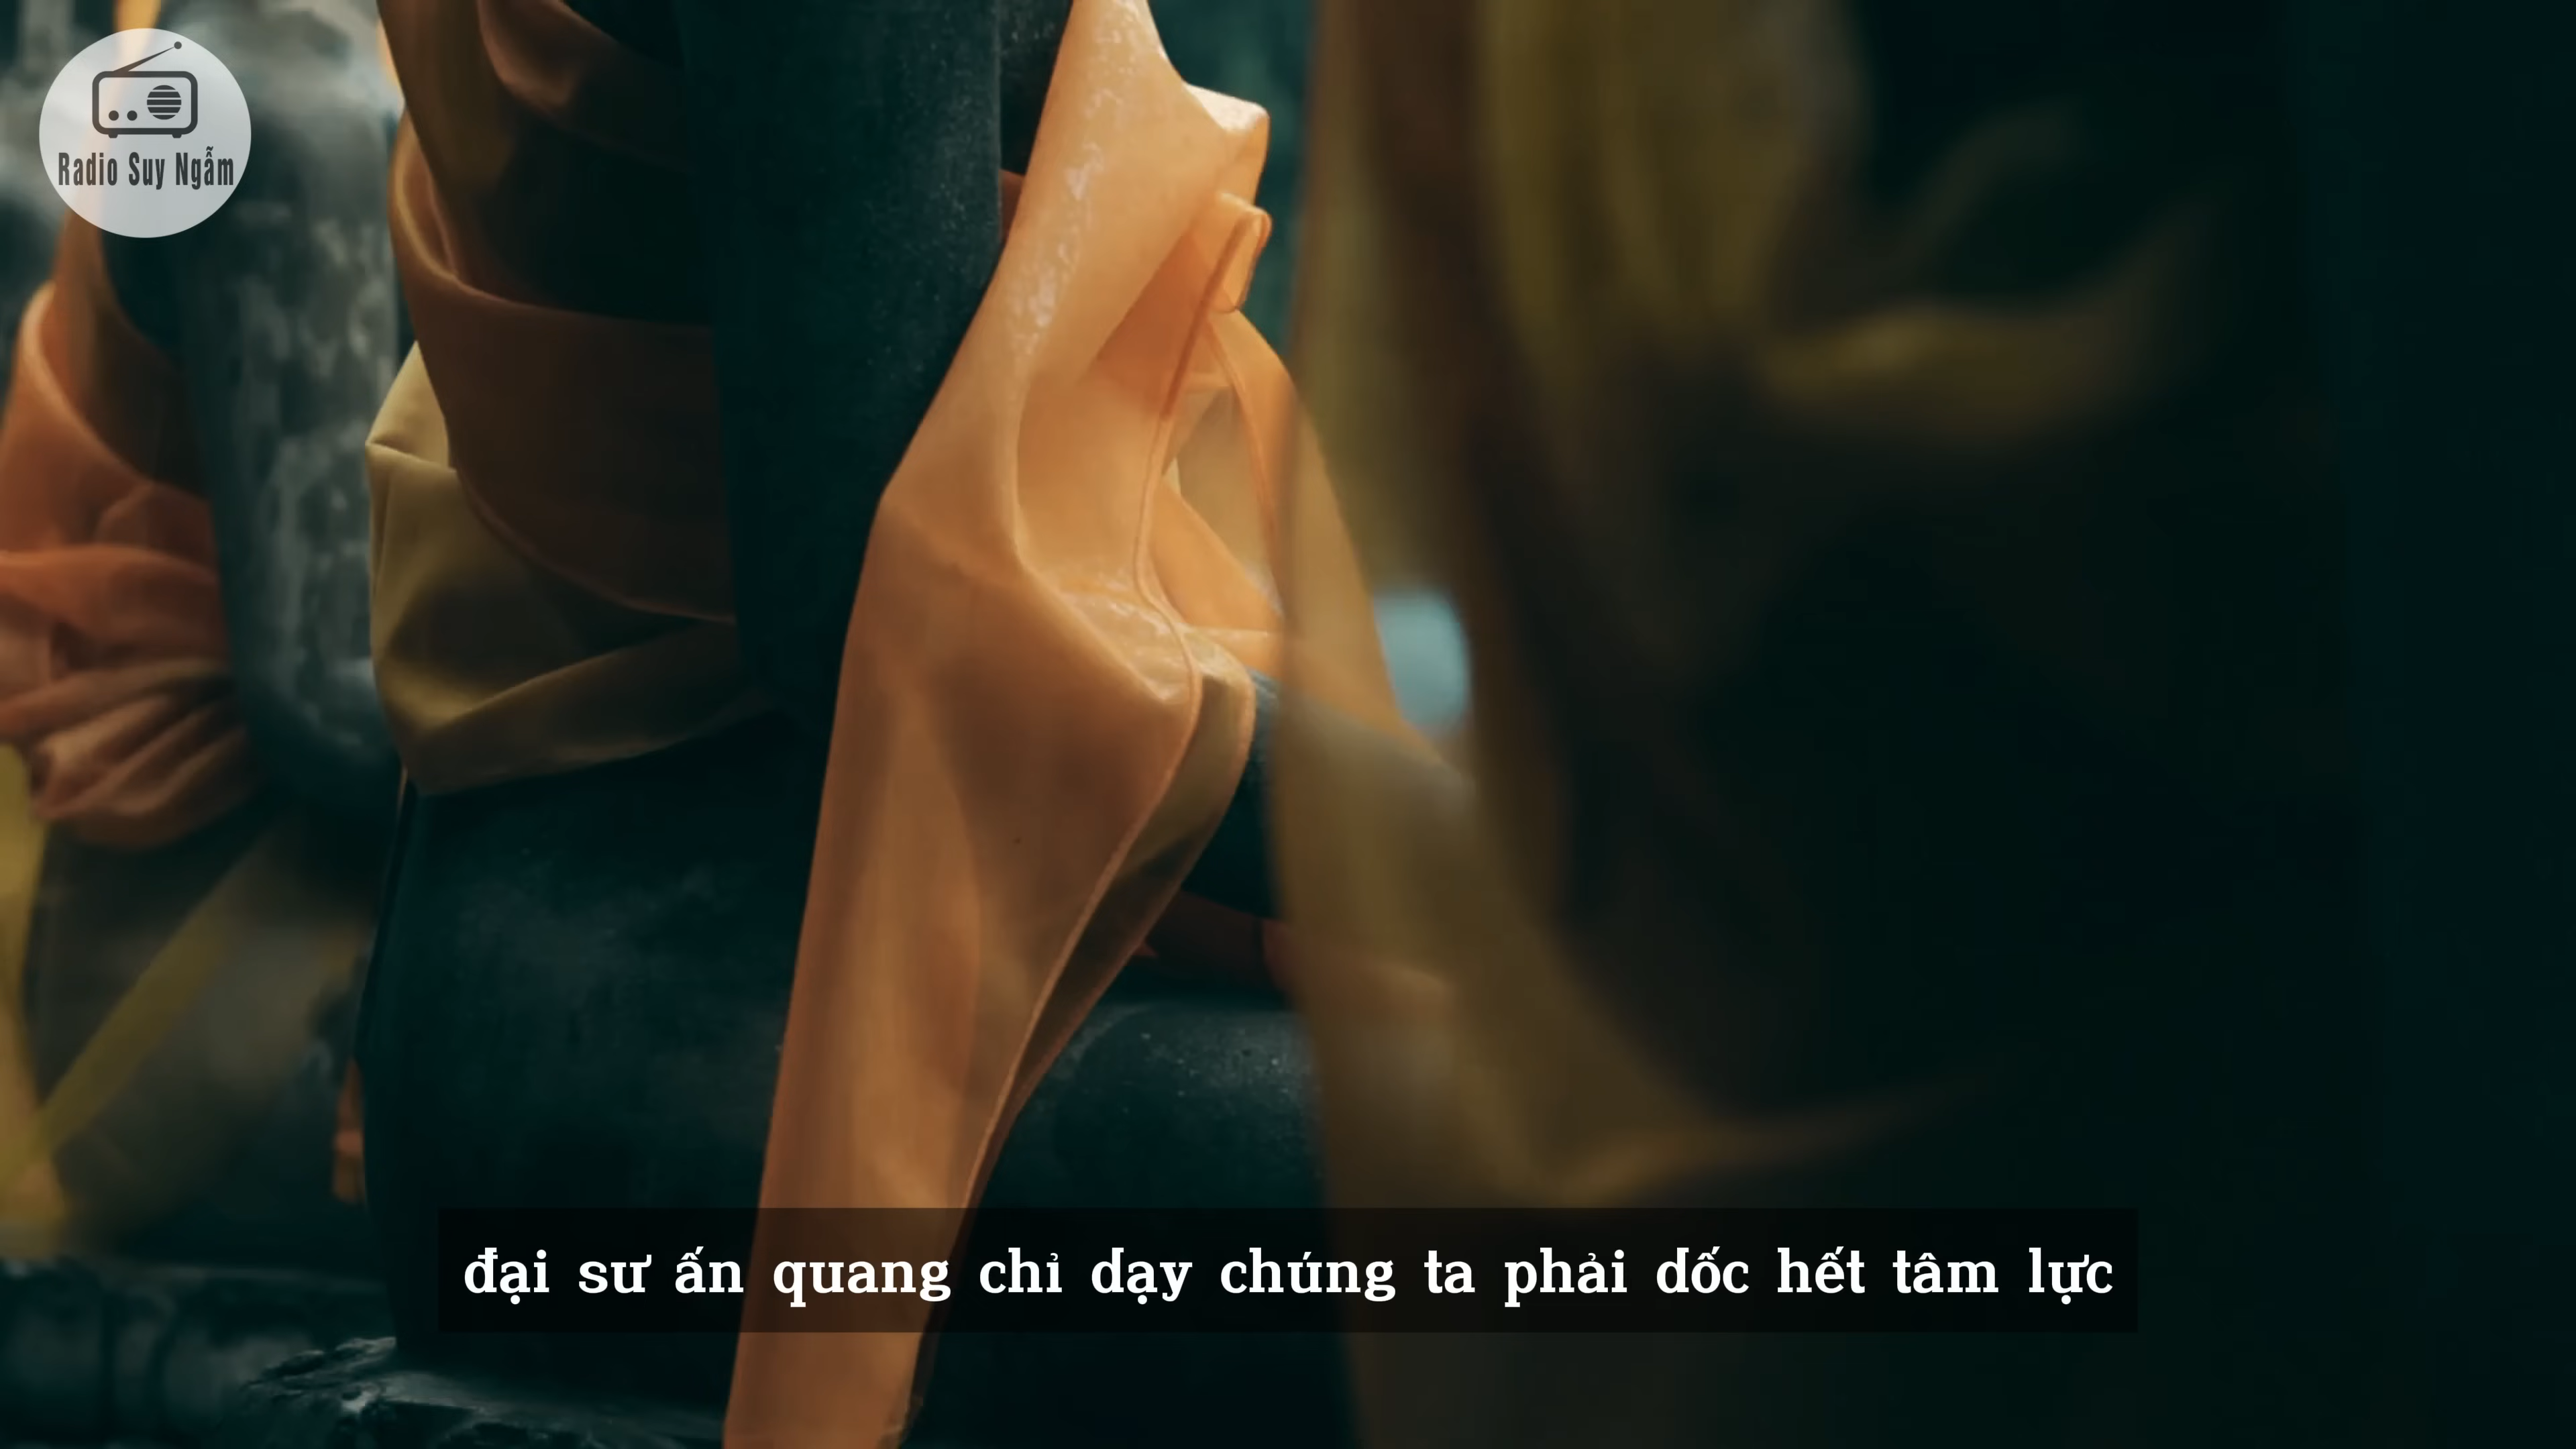 Radio Suy Ngẫm
đại sư ấn quang chỉ dạy chúng ta phải dốc hết tâm lực